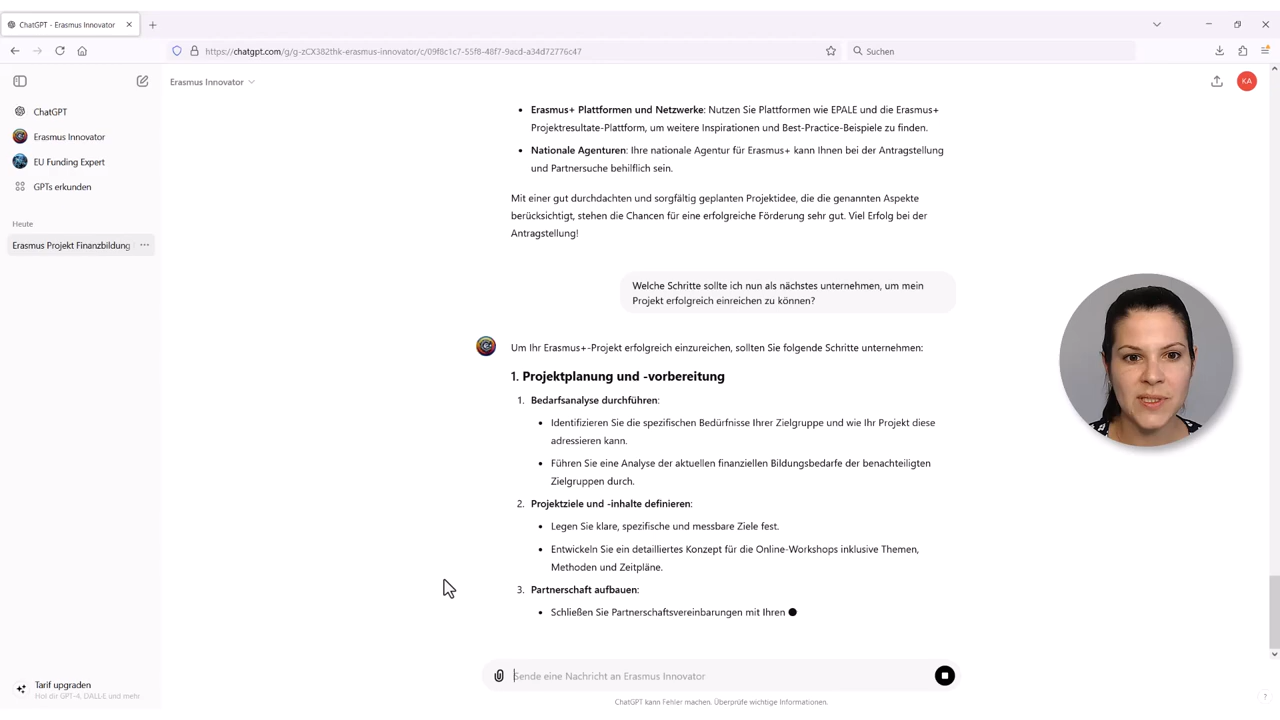 ChatGPT - Erasmus Innovator
https://chatgpt.com/g/g-zCX382thk-erasmus-innovator/c/09f8c1c7-55f8-48f7-9acd-a34d72776c47
Suchen
Erasmus Innovator
KA
ChatGPT
Erasmus Innovator
EU Funding Expert
GPTs erkunden
Heute
Erasmus Projekt Finanzbildung
Erasmus+ Plattformen und Netzwerke: Nutzen Sie Plattformen wie EPALE und die Erasmus+
Projektresultate-Plattform, um weitere Inspirationen und Best-Practice-Beispiele zu finden.
Nationale Agenturen: Ihre nationale Agentur für Erasmus+ kann Ihnen bei der Antragstellung
und Partnersuche behilflich sein.
Mit einer gut durchdachten und sorgfältig geplanten Projektidee, die die genannten Aspekte
berücksichtigt, stehen die Chancen für eine erfolgreiche Förderung sehr gut. Viel Erfolg bei der
Antragstellung!
Welche Schritte sollte ich nun als nächstes unternehmen, um mein
Projekt erfolgreich einreichen zu können?
Um Ihr Erasmus+-Projekt erfolgreich einzureichen, sollten Sie folgende Schritte unternehmen:
1. Projektplanung und -vorbereitung
1. Bedarfsanalyse durchführen:
Identifizieren Sie die spezifischen Bedürfnisse Ihrer Zielgruppe und wie Ihr Projekt diese
adressieren kann.
Führen Sie eine Analyse der aktuellen finanziellen Bildungsbedarfe der benachteiligten
Zielgruppen durch.
2. Projektziele und -inhalte definieren:
Legen Sie klare, spezifische und messbare Ziele fest.
Entwickeln Sie ein detailliertes Konzept für die Online-Workshops inklusive Themen,
Methoden und Zeitpläne.
3. Partnerschaft aufbauen:
Schließen Sie Partnerschaftsvereinbarungen mit Ihren
Sende eine Nachricht an Erasmus Innovator
Tarif upgraden
Hol dir GPT-4, DALL·E und mehr
ChatGPT kann Fehler machen. Überprüfe wichtige Informationen.
?